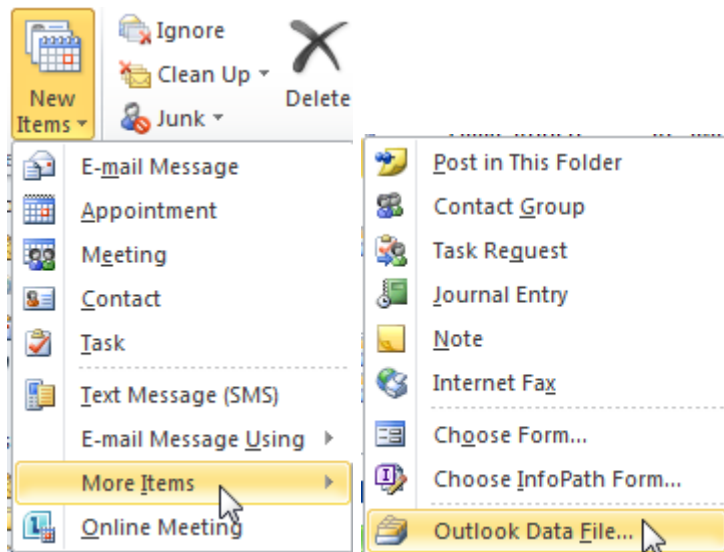 New
Items
Ignore
Clean Up
Junk
Delete
E-mail Message
Appointment
Meeting
Contact
Task
Text Message (SMS)
E-mail Message Using
More Items
Online Meeting
Post in This Folder
Contact Group
Task Request
Journal Entry
Note
Internet Fax
Choose Form...
Choose InfoPath Form...
Outlook Data File...